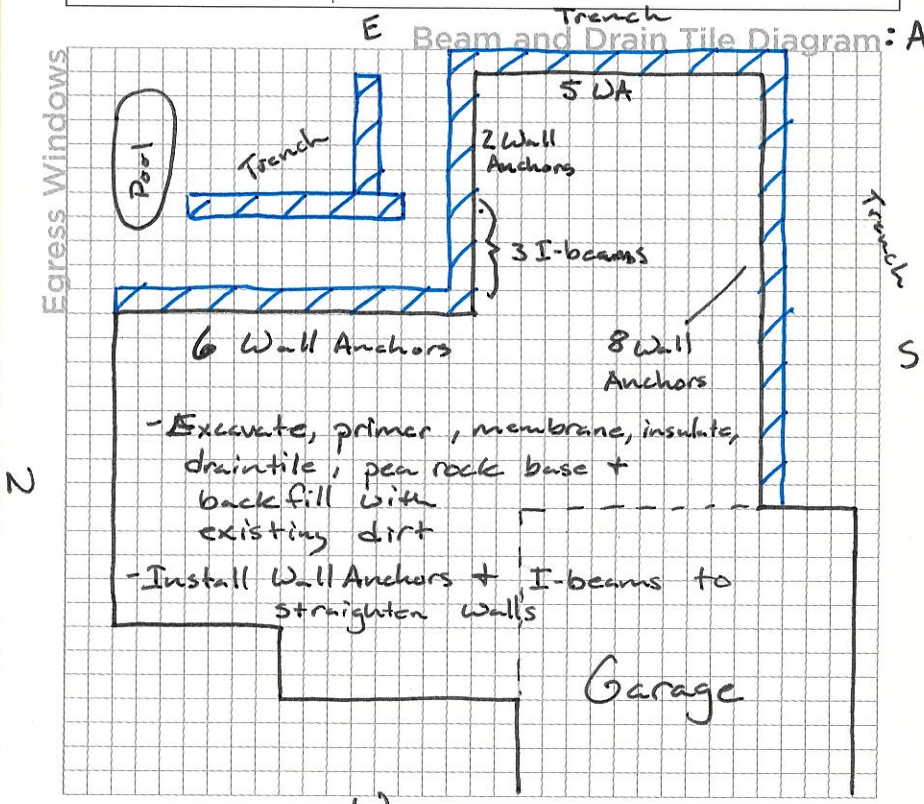 Trench
E
Beam and Drain Tile Diagram: A
Egress Windows
Pool
Trench
5 WA
2 Wall
Anchors
3 I-beams
Trench
6 Wall Anchors
8 Wall
Anchors
S
N
- Excavate, primer, membrane, insulate,
draintile, pea rock base +
backfill with
existing dirt
- Install Wall Anchors + I-beams to
straighten walls
Garage